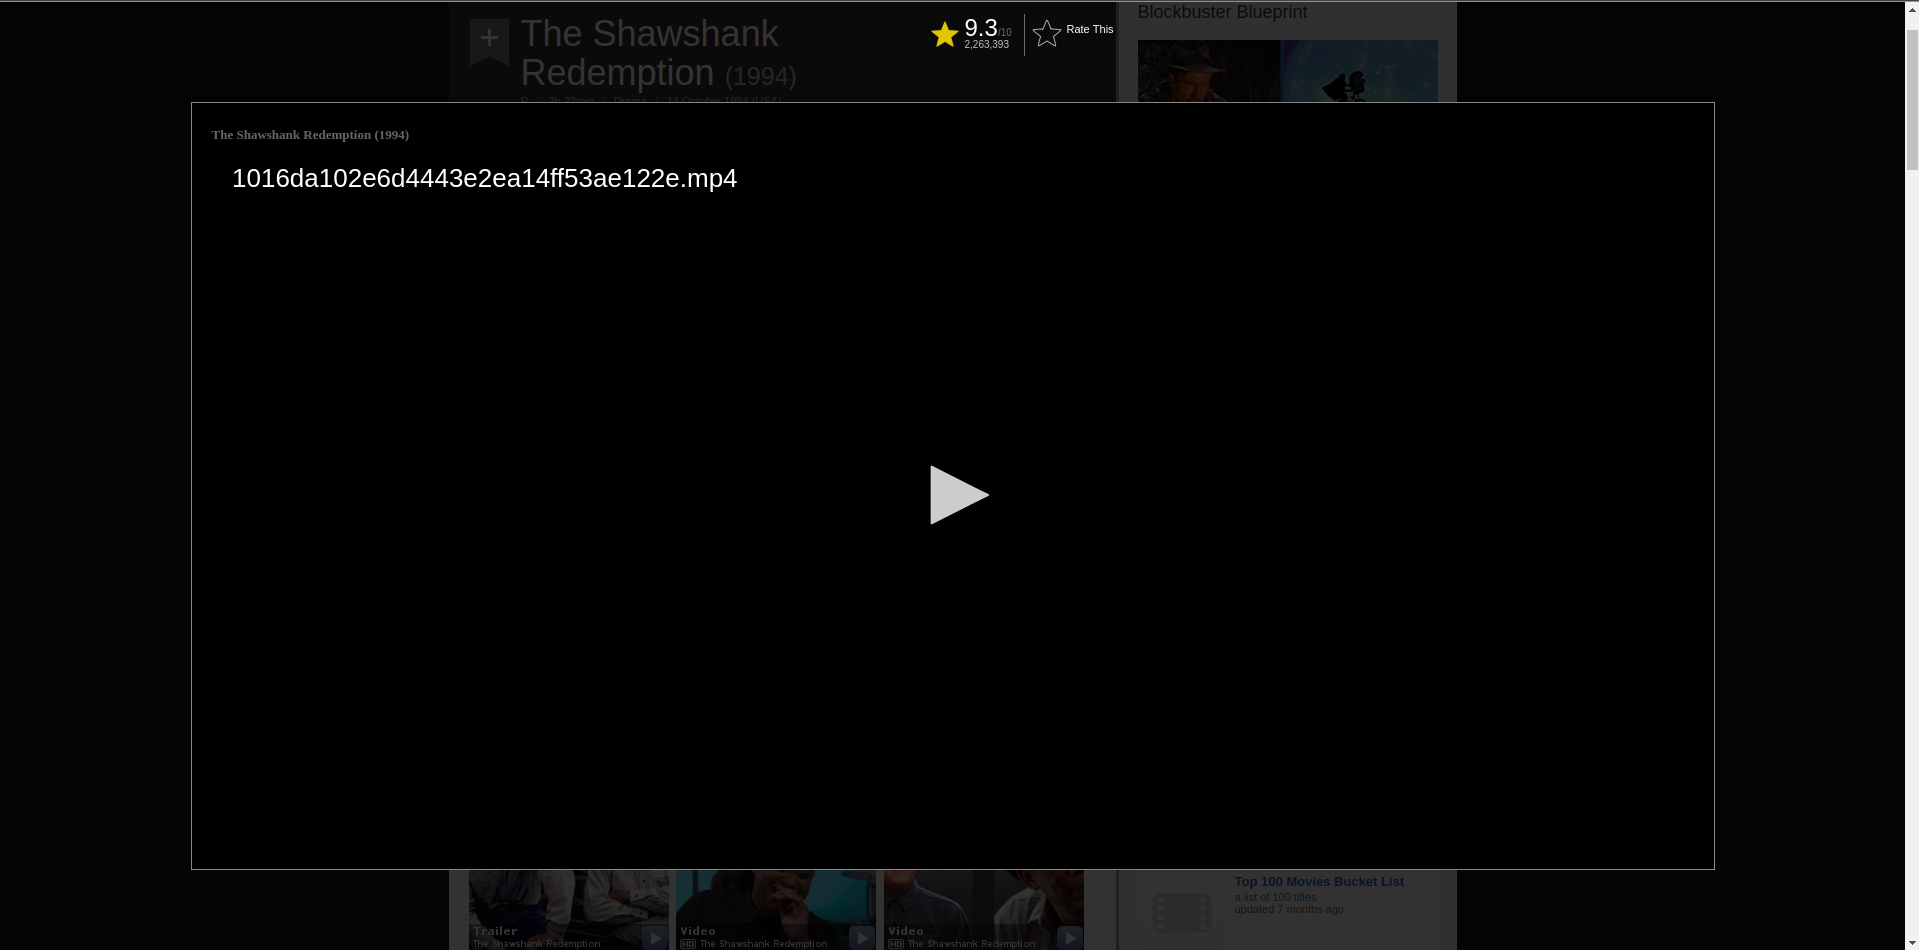 Blockbuster Blueprint
The Shawshank
Redemption (1994)
9.3/10
2,263,393
Rate This
R | 2h 22min | Drama | 14 October 1994 (USA)
The Shawshank Redemption (1994)
1016da102e6d4443e2ea14ff53ae122e.mp4
Top 100 Movies Bucket List
a list of 100 titles
updated 7 months ago
Trailer
The Shawshank Redemption
Video
HD The Shawshank Redemption
Video
HD The Shawshank Redemption